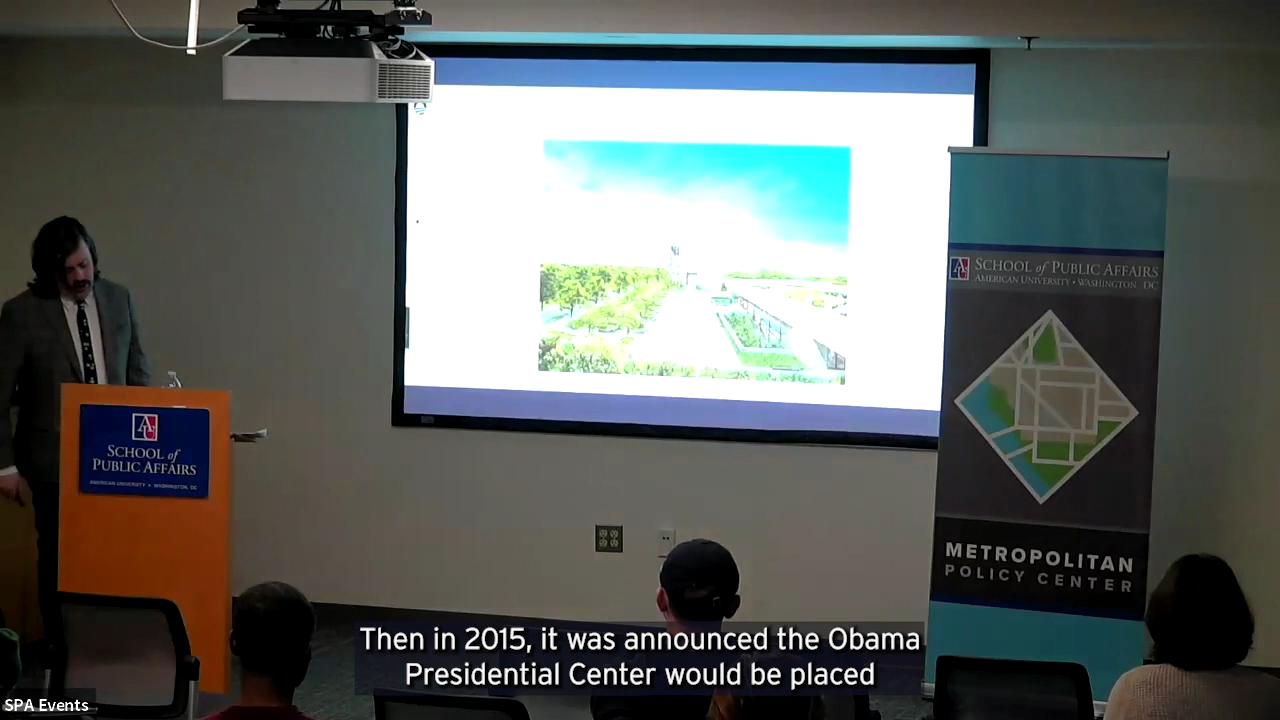 SCHOOL of PUBLIC AFFAIRS
AMERICAN UNIVERSITY • WASHINGTON, DC
SCHOOL of
PUBLIC AFFAIRS
AMERICAN UNIVERSITY • WASHINGTON, DC
METROPOLITAN
POLICY CENTER
Then in 2015, it was announced the Obama
Presidential Center would be placed
SPA Events